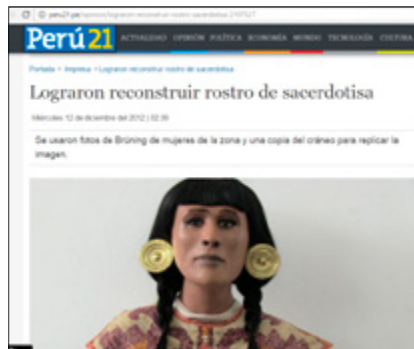 Perú21
ACTUALIDAD OPINIÓN POLÍTICA ECONOMÍA MUNDO TECNOLOGÍA CULTURA
Portada > Impresa > Lograron reconstruir rostro de sacerdotisa
Lograron reconstruir rostro de sacerdotisa
Miércoles 12 de diciembre del 2012 | 02:39
Se usaron fotos de Brüning de mujeres de la zona y una copia del cráneo para replicar la
imagen.